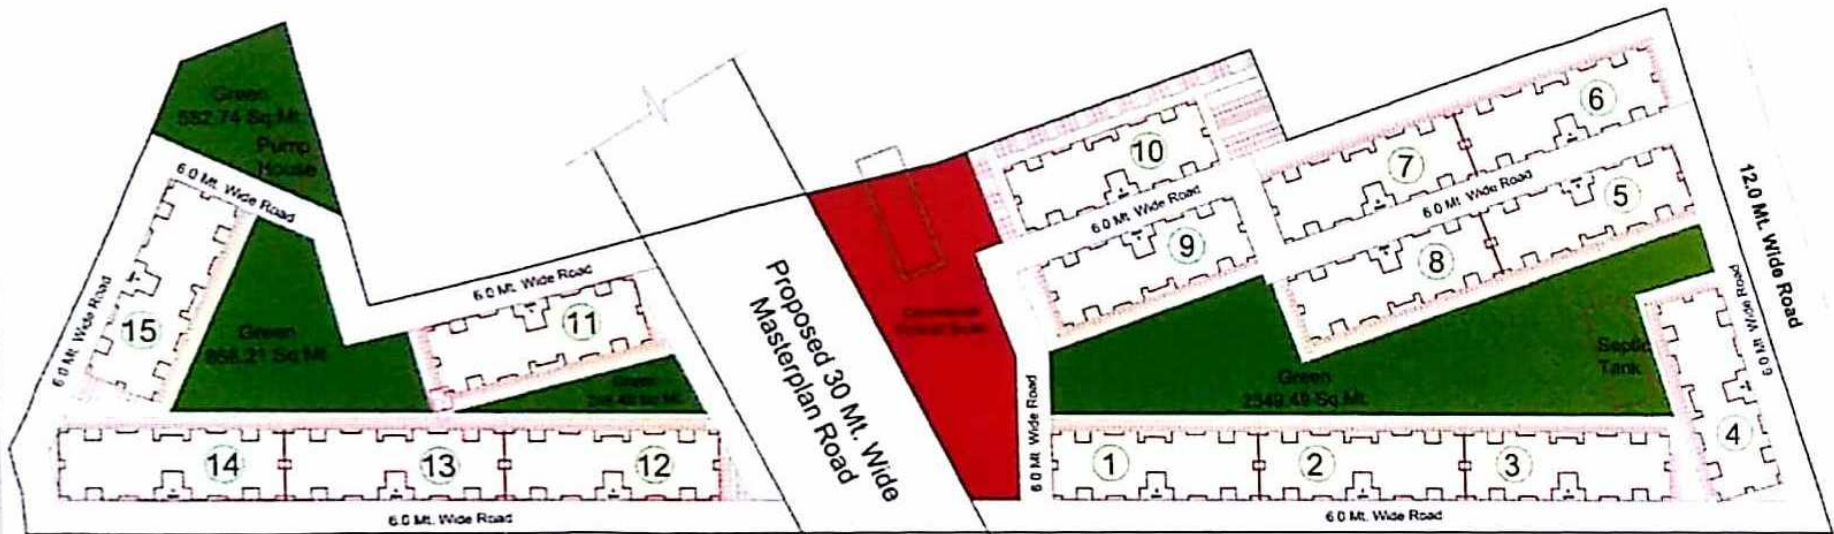 Green
582.74 Sq.Mt.
Pump
House
6.0 Mt. Wide Road
6.0 Mt. Wide Road
15
Green
Sq.Mt.
6.0 Mt. Wide Road
11
Green
14
13
12
6.0 Mt. Wide Road
Proposed 30 Mt. Wide
Masterplan Road
10
6.0 Mt. Wide Road
9
6
7
6.0 Mt. Wide Road
5
8
12.0 Mt. Wide Road
6.0 Mt. Wide Road
Septic
Tank
Green
2549.49 Sq.Mt.
6.0 Mt. Wide Road
4
1
2
3
6.0 Mt. Wide Road